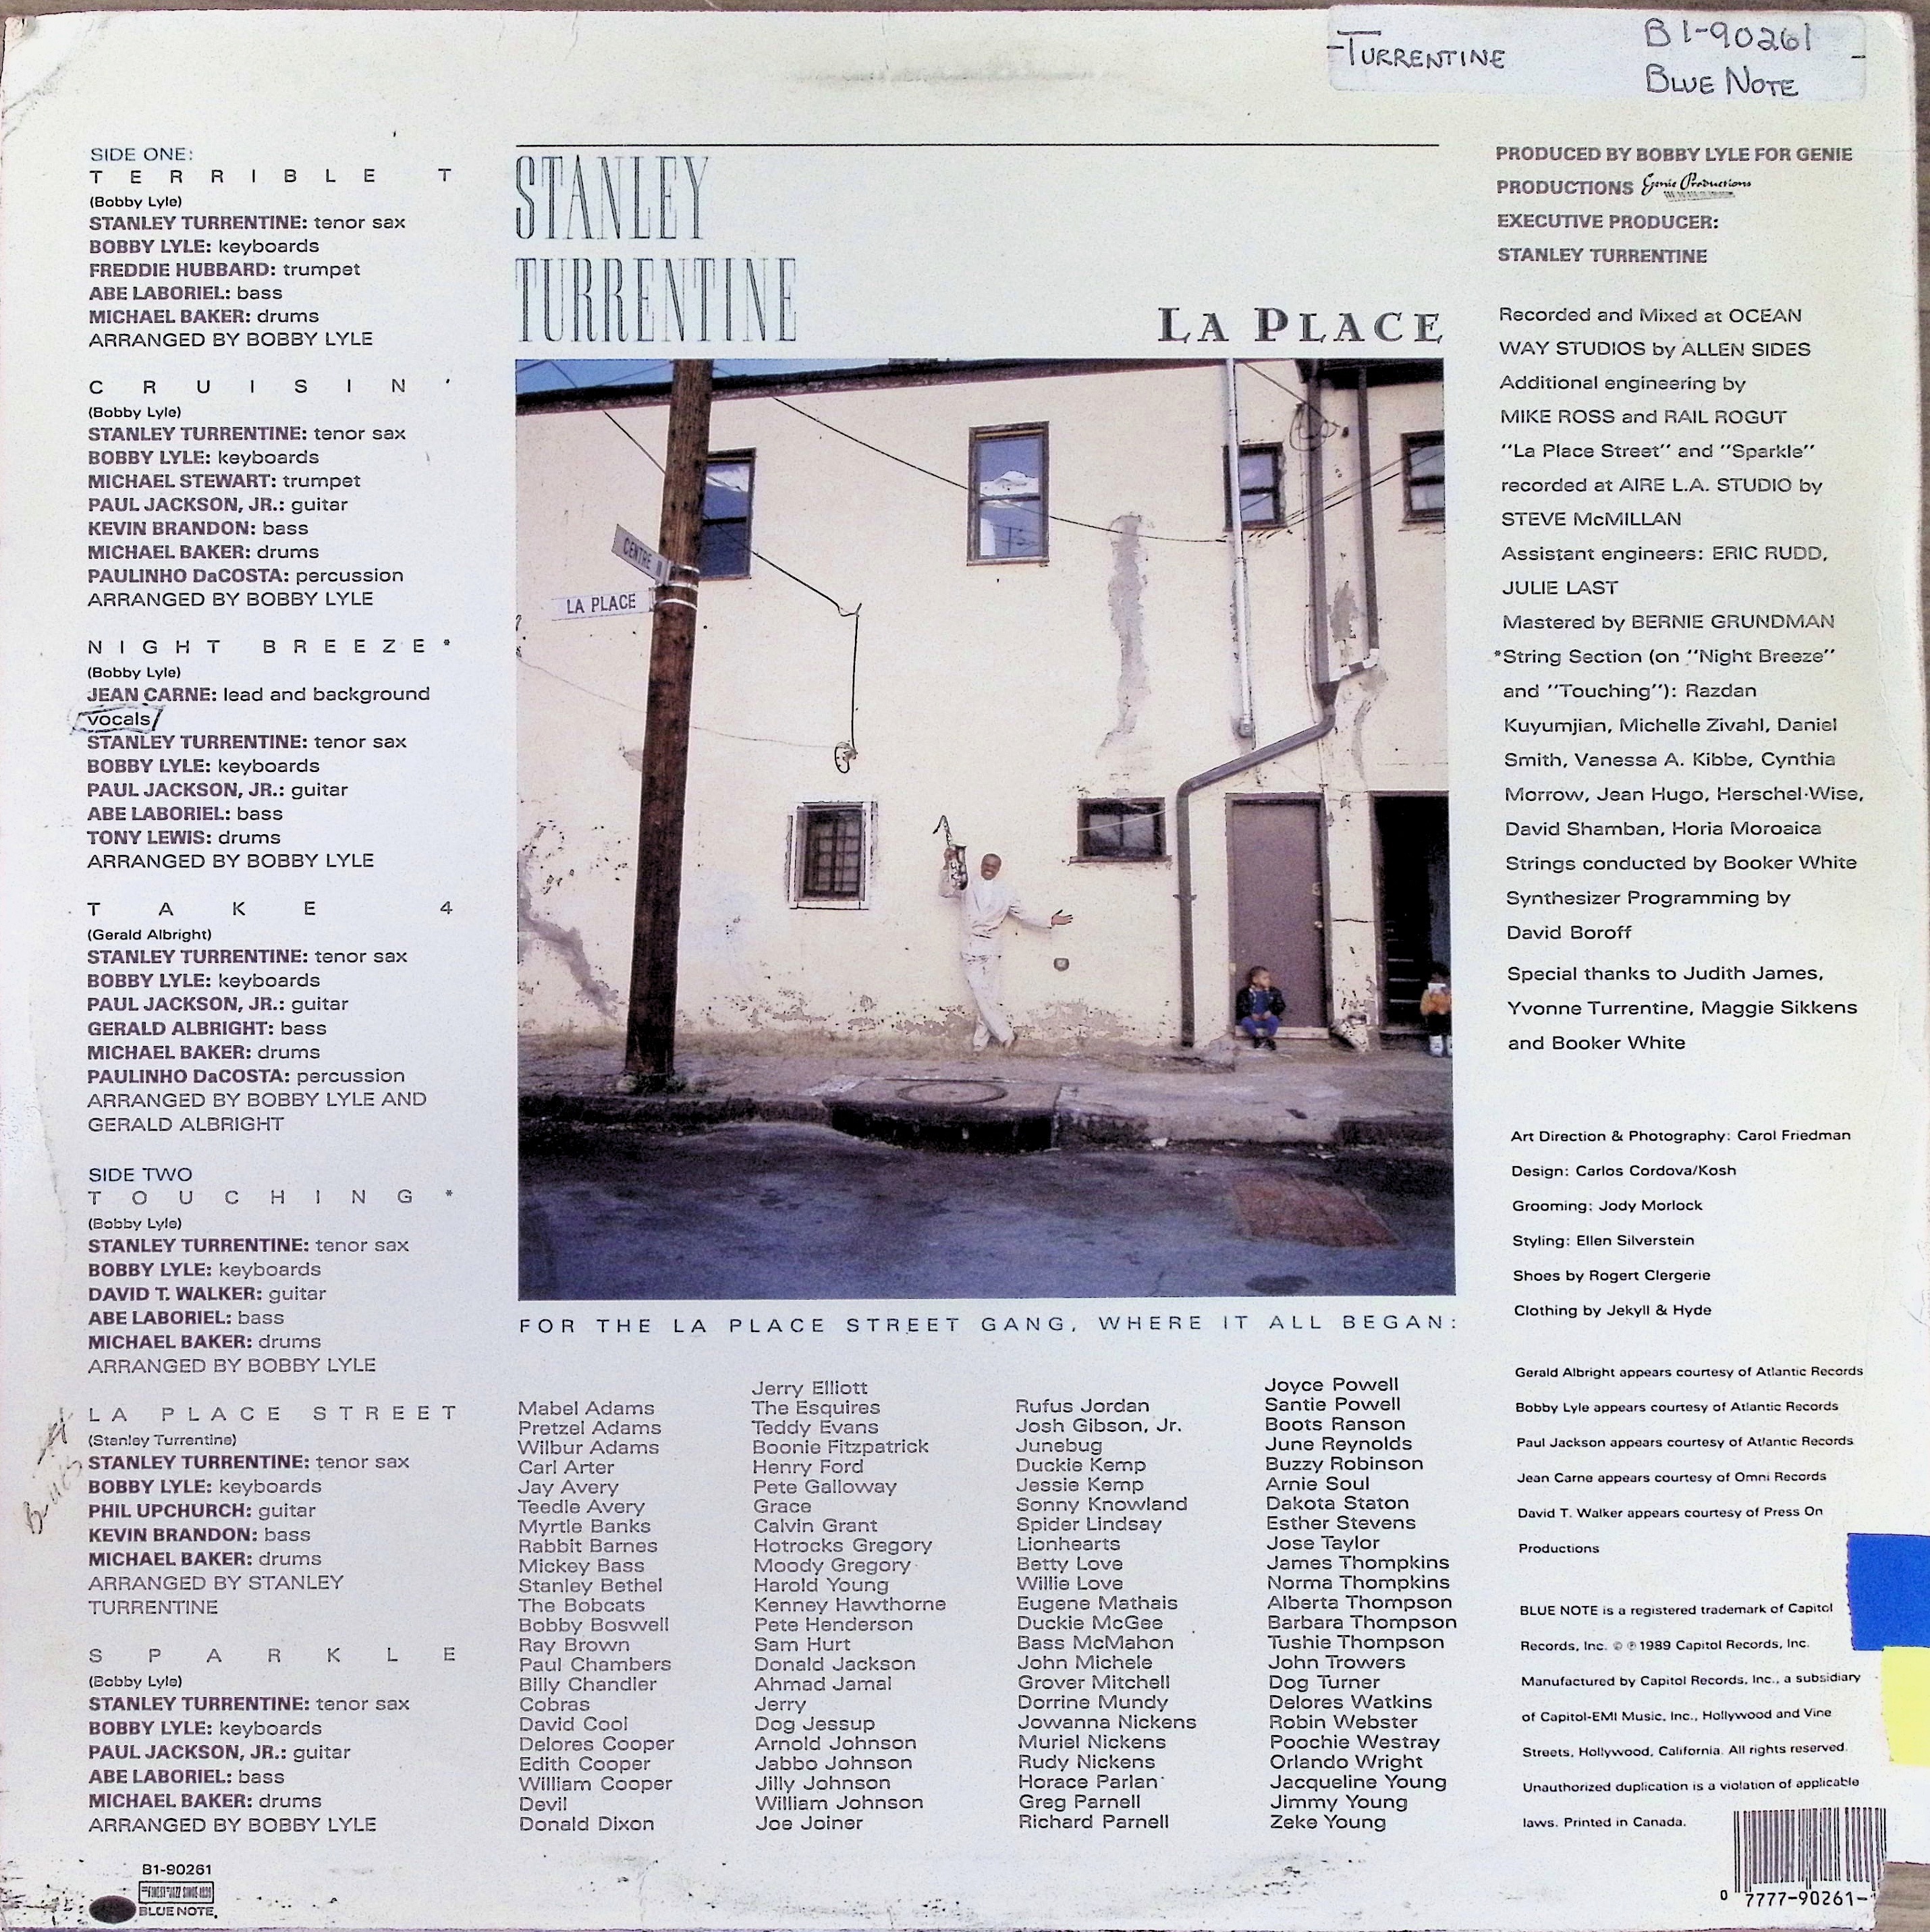 -TURRENTINE
B1-90261
BLUE NOTE
SIDE ONE:
TERRIBLE T
(Bobby Lyle)
STANLEY TURRENTINE: tenor sax
BOBBY LYLE: keyboards
FREDDIE HUBBARD: trumpet
ABE LABORIEL: bass
MICHAEL BAKER: drums
ARRANGED BY BOBBY LYLE
CRUISIN'
(Bobby Lyle)
STANLEY TURRENTINE: tenor sax
BOBBY LYLE: keyboards
MICHAEL STEWART: trumpet
PAUL JACKSON, JR.: guitar
KEVIN BRANDON: bass
MICHAEL BAKER: drums
PAULINHO DaCOSTA: percussion
ARRANGED BY BOBBY LYLE
NIGHT BREEZE*
(Bobby Lyle)
JEAN CARNE: lead and background
vocals
STANLEY TURRENTINE: tenor sax
BOBBY LYLE: keyboards
PAUL JACKSON, JR.: guitar
ABE LABORIEL: bass
TONY LEWIS: drums
ARRANGED BY BOBBY LYLE
TAKE 4
(Gerald Albright)
STANLEY TURRENTINE: tenor sax
BOBBY LYLE: keyboards
PAUL JACKSON, JR.: guitar
GERALD ALBRIGHT: bass
MICHAEL BAKER: drums
PAULINHO DaCOSTA: percussion
ARRANGED BY BOBBY LYLE AND
GERALD ALBRIGHT
SIDE TWO
TOUCHING*
(Bobby Lyle)
STANLEY TURRENTINE: tenor sax
BOBBY LYLE: keyboards
DAVID T. WALKER: guitar
ABE LABORIEL: bass
MICHAEL BAKER: drums
ARRANGED BY BOBBY LYLE
LA PLACE STREET
(Stanley Turrentine)
STANLEY TURRENTINE: tenor sax
BOBBY LYLE: keyboards
PHIL UPCHURCH: guitar
KEVIN BRANDON: bass
MICHAEL BAKER: drums
ARRANGED BY STANLEY
TURRENTINE
SPARKLE
(Bobby Lyle)
STANLEY TURRENTINE: tenor sax
BOBBY LYLE: keyboards
PAUL JACKSON, JR.: guitar
ABE LABORIEL: bass
MICHAEL BAKER: drums
ARRANGED BY BOBBY LYLE
B1-90261
BLUE NOTE
STANLEY
TURRENTINE
LA PLACE
CENTRE
LA PLACE
FOR THE LA PLACE STREET GANG, WHERE IT ALL BEGAN:
Mabel Adams
Pretzel Adams
Wilbur Adams
Carl Arter
Jay Avery
Teedle Avery
Myrtle Banks
Rabbit Barnes
Mickey Bass
Stanley Bethel
The Bobcats
Bobby Boswell
Ray Brown
Paul Chambers
Billy Chandler
Cobras
David Cool
Delores Cooper
Edith Cooper
William Cooper
Devil
Donald Dixon
Jerry Elliott
The Esquires
Teddy Evans
Boonie Fitzpatrick
Henry Ford
Pete Galloway
Grace
Calvin Grant
Hotrocks Gregory
Moody Gregory
Harold Young
Kenney Hawthorne
Pete Henderson
Sam Hurt
Donald Jackson
Ahmad Jamal
Jerry
Dog Jessup
Arnold Johnson
Jabbo Johnson
Jilly Johnson
William Johnson
Joe Joiner
Rufus Jordan
Josh Gibson, Jr.
Junebug
Duckie Kemp
Jessie Kemp
Sonny Knowland
Spider Lindsay
Lionhearts
Betty Love
Willie Love
Eugene Mathais
Duckie McGee
Bass McMahon
John Michele
Grover Mitchell
Dorrine Mundy
Jowanna Nickens
Muriel Nickens
Rudy Nickens
Horace Parlan
Greg Parnell
Richard Parnell
Joyce Powell
Santie Powell
Boots Ranson
June Reynolds
Buzzy Robinson
Arnie Soul
Dakota Staton
Esther Stevens
Jose Taylor
James Thompkins
Norma Thompkins
Alberta Thompson
Barbara Thompson
Tushie Thompson
John Trowers
Dog Turner
Delores Watkins
Robin Webster
Poochie Westray
Orlando Wright
Jacqueline Young
Jimmy Young
Zeke Young
PRODUCED BY BOBBY LYLE FOR GENIE
PRODUCTIONS Genie Productions
EXECUTIVE PRODUCER:
STANLEY TURRENTINE
Recorded and Mixed at OCEAN
WAY STUDIOS by ALLEN SIDES
Additional engineering by
MIKE ROSS and RAIL ROGUT
"La Place Street" and "Sparkle"
recorded at AIRE L.A. STUDIO by
STEVE McMILLAN
Assistant engineers: ERIC RUDD,
JULIE LAST
Mastered by BERNIE GRUNDMAN
*String Section (on "Night Breeze"
and "Touching"): Razdan
Kuyumjian, Michelle Zivahl, Daniel
Smith, Vanessa A. Kibbe, Cynthia
Morrow, Jean Hugo, Herschel Wise,
David Shamban, Horia Moroaica
Strings conducted by Booker White
Synthesizer Programming by
David Boroff
Special thanks to Judith James,
Yvonne Turrentine, Maggie Sikkens
and Booker White
Art Direction & Photography: Carol Friedman
Design: Carlos Cordova/Kosh
Grooming: Jody Morlock
Styling: Ellen Silverstein
Shoes by Rogert Clergerie
Clothing by Jekyll & Hyde
Gerald Albright appears courtesy of Atlantic Records
Bobby Lyle appears courtesy of Atlantic Records
Paul Jackson appears courtesy of Atlantic Records
Jean Carne appears courtesy of Omni Records
David T. Walker appears courtesy of Press On
Productions
BLUE NOTE is a registered trademark of Capitol
Records, Inc. © ℗ 1989 Capitol Records, Inc.
Manufactured by Capitol Records, Inc., a subsidiary
of Capitol-EMI Music, Inc., Hollywood and Vine
Streets, Hollywood, California. All rights reserved.
Unauthorized duplication is a violation of applicable
laws. Printed in Canada.
0 7777-90261-1